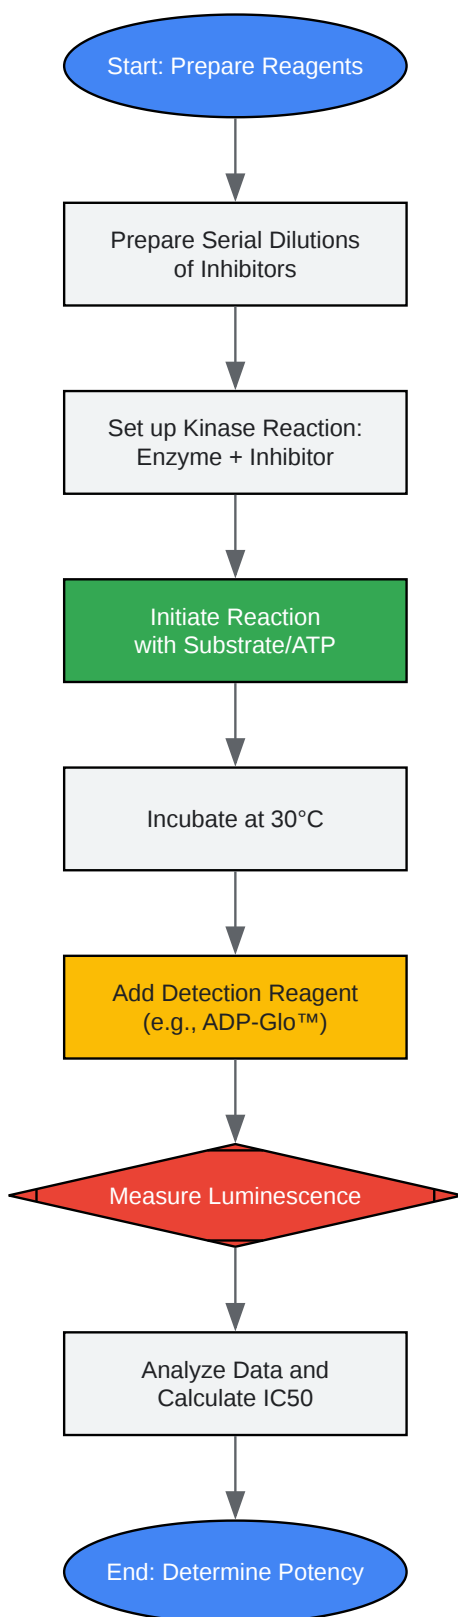 Start: Prepare Reagents
Prepare Serial Dilutions
of Inhibitors
Set up Kinase Reaction:
Enzyme + Inhibitor
Initiate Reaction
with Substrate/ATP
Incubate at 30°C
Add Detection Reagent
(e.g., ADP-Glo™)
Measure Luminescence
Analyze Data and
Calculate IC50
End: Determine Potency